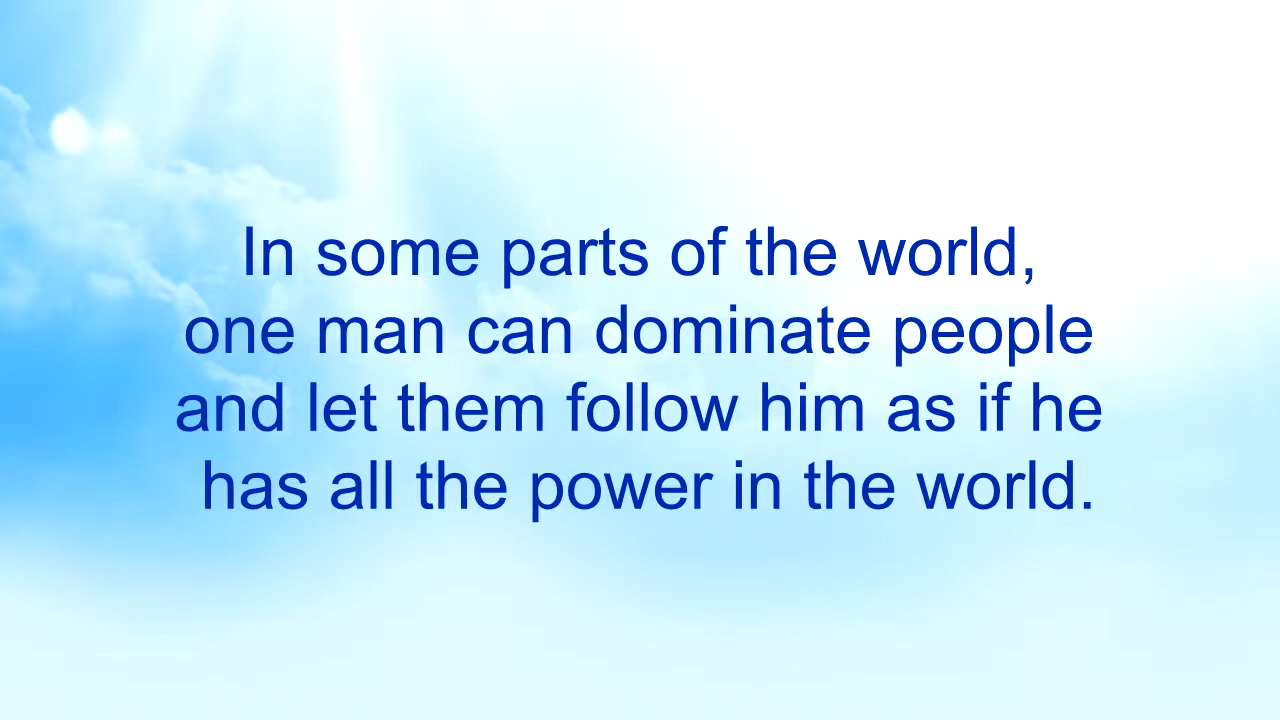 In some parts of the world,
one man can dominate people
and let them follow him as if he
has all the power in the world.